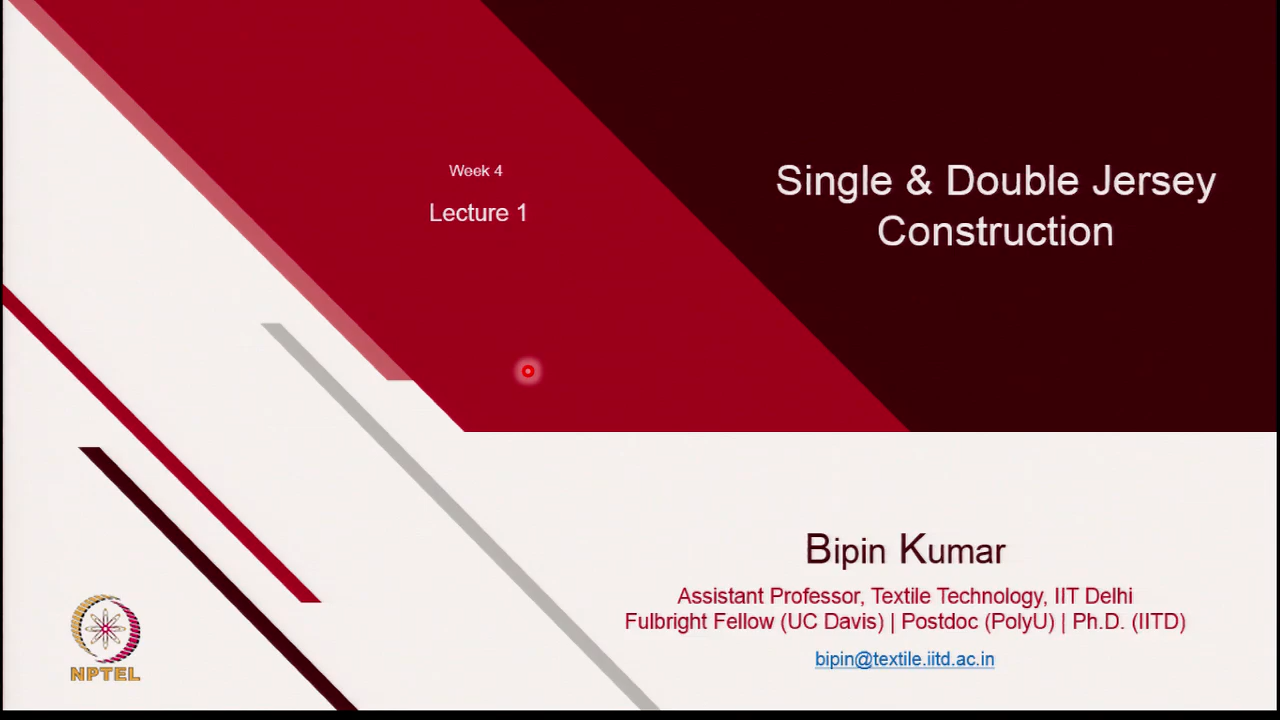 Week 4
Lecture 1
Single & Double Jersey
Construction
Bipin Kumar
Assistant Professor, Textile Technology, IIT Delhi
Fulbright Fellow (UC Davis) | Postdoc (PolyU) | Ph.D. (IITD)
bipin@textile.iitd.ac.in
NPTEL